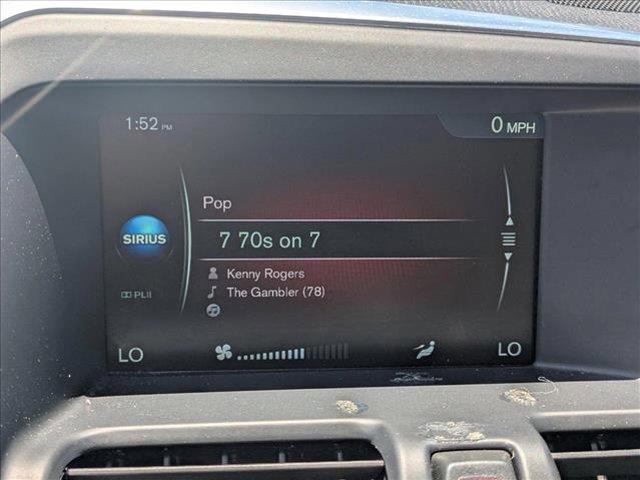 1:52 PM
0 MPH
Pop
SIRIUS
7 70s on 7
Kenny Rogers
The Gambler (78)
PLII
LO
LO